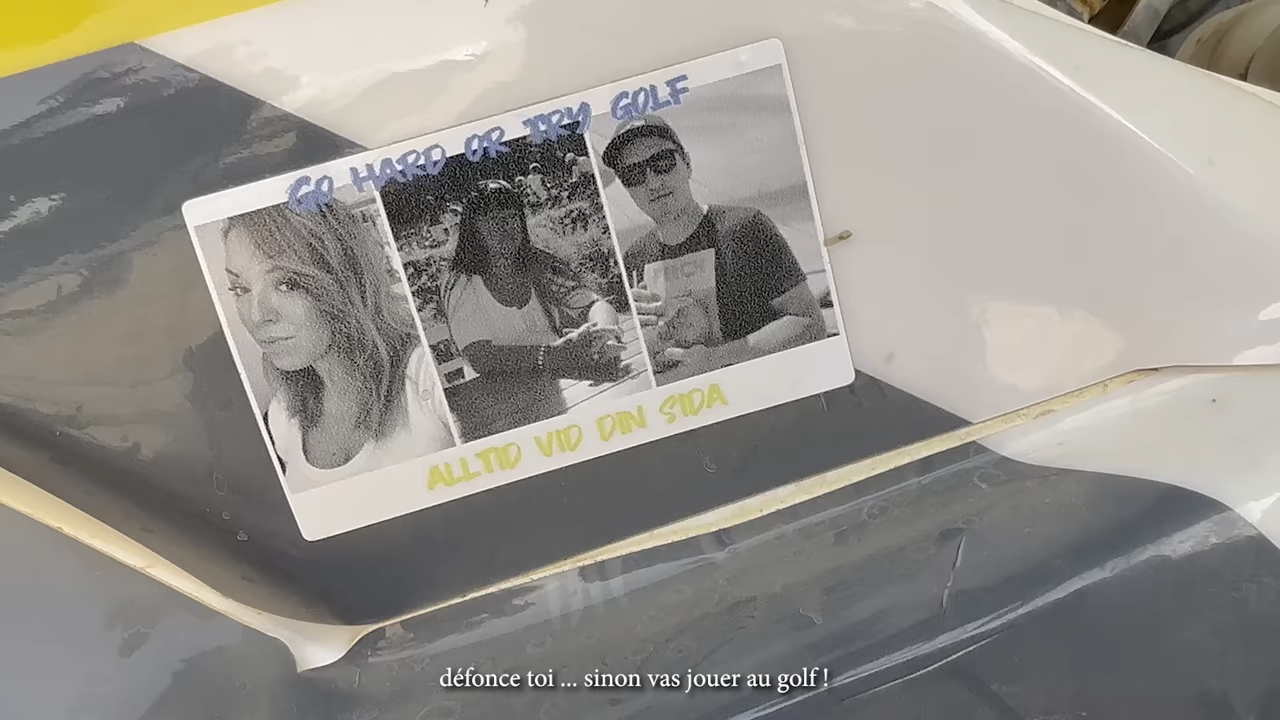 GO HARD OR TRY GOLF
ALLTID VID DIN SIDA
défonce toi ... sinon vas jouer au golf !